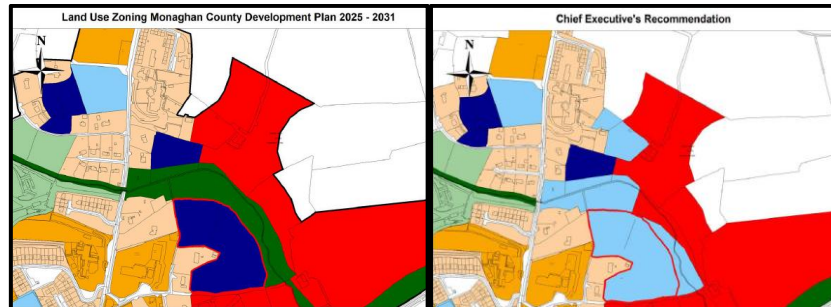 Land Use Zoning Monaghan County Development Plan 2025 - 2031
N
Chief Executive's Recommendation
N